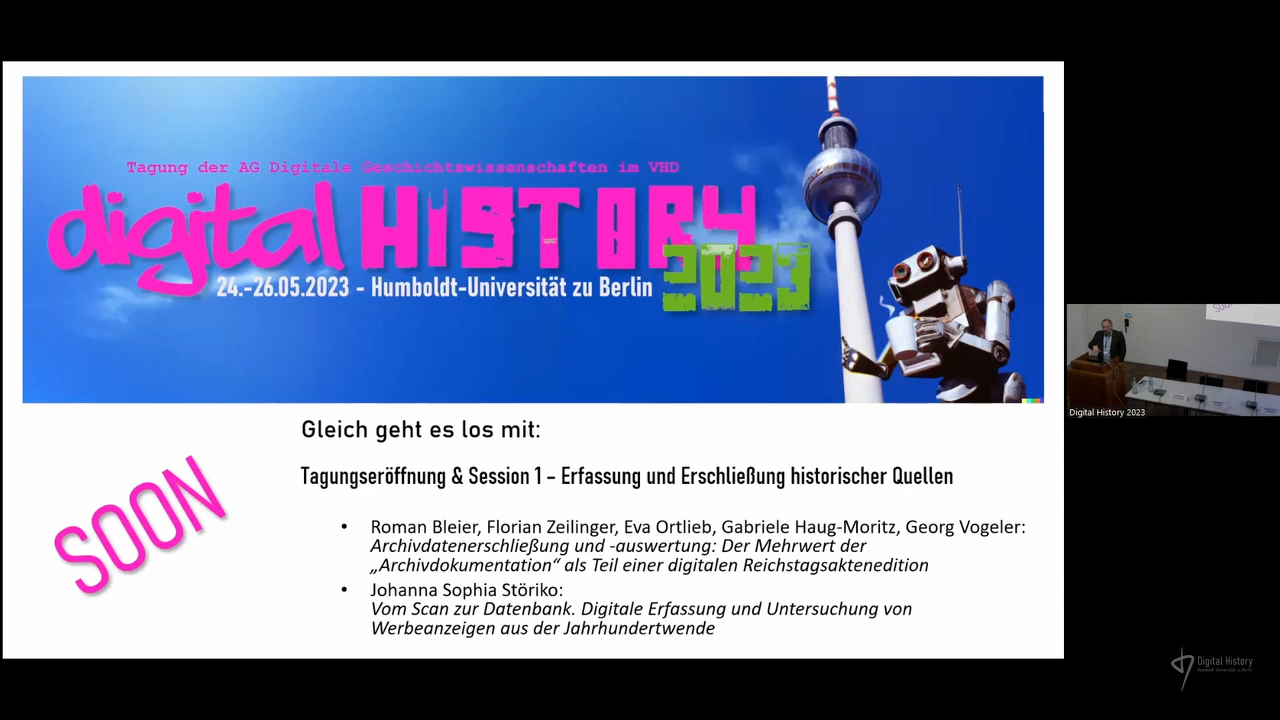 Tagung der AG Digitale Geschichtswissenschaften im VHD
digital HISTORY
2023
24.-26.05.2023 - Humboldt-Universität zu Berlin
Gleich geht es los mit:
Tagungseröffnung & Session 1 – Erfassung und Erschließung historischer Quellen
SOON
• Roman Bleier, Florian Zeilinger, Eva Ortlieb, Gabriele Haug-Moritz, Georg Vogeler:
Archivdatenerschließung und -auswertung: Der Mehrwert der
„Archivdokumentation“ als Teil einer digitalen Reichstagsaktenedition
• Johanna Sophia Störiko:
Vom Scan zur Datenbank. Digitale Erfassung und Untersuchung von
Werbeanzeigen aus der Jahrhundertwende
Digital History 2023
Digital History
Humboldt-Universität zu Berlin